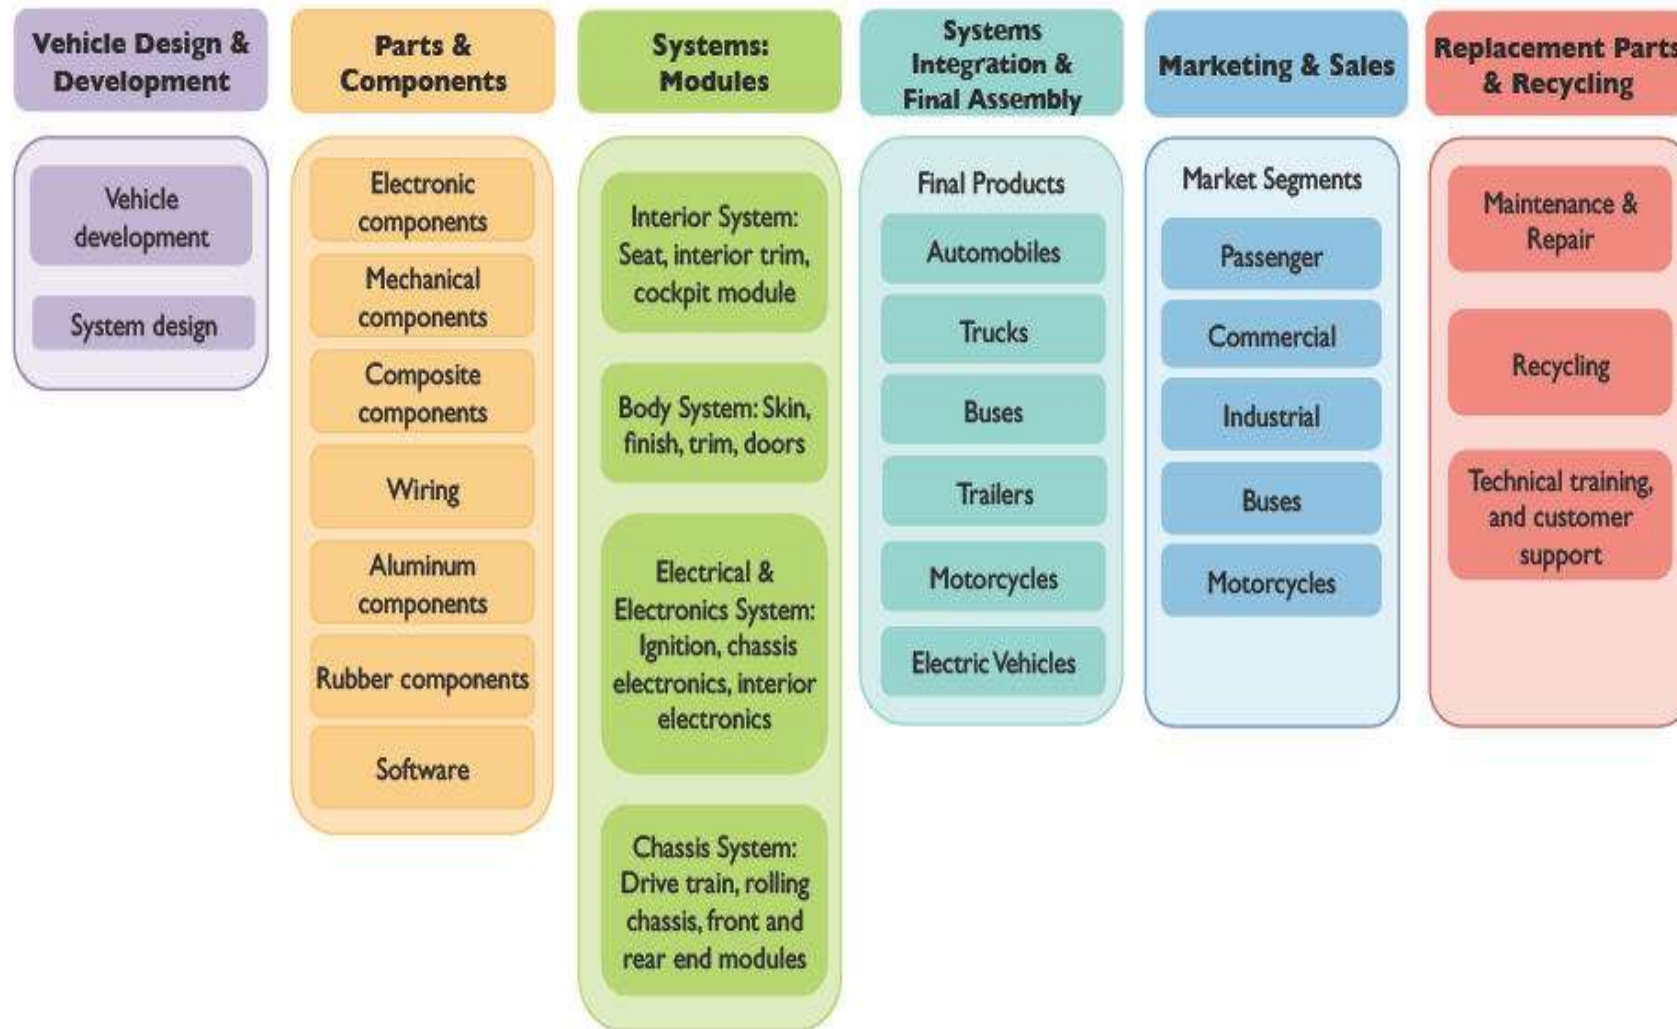 Vehicle Design &
Development
Vehicle
development
System design
Parts &
Components
Electronic
components
Mechanical
components
Composite
components
Wiring
Aluminum
components
Rubber components
Software
Systems:
Modules
Interior System:
Seat, interior trim,
cockpit module
Body System: Skin,
finish, trim, doors
Electrical &
Electronics System:
Ignition, chassis
electronics, interior
electronics
Chassis System:
Drive train, rolling
chassis, front and
rear end modules
Systems
Integration &
Final Assembly
Final Products
Automobiles
Trucks
Buses
Trailers
Motorcycles
Electric Vehicles
Marketing & Sales
Market Segments
Passenger
Commercial
Industrial
Buses
Motorcycles
Replacement Parts
& Recycling
Maintenance &
Repair
Recycling
Technical training,
and customer
support